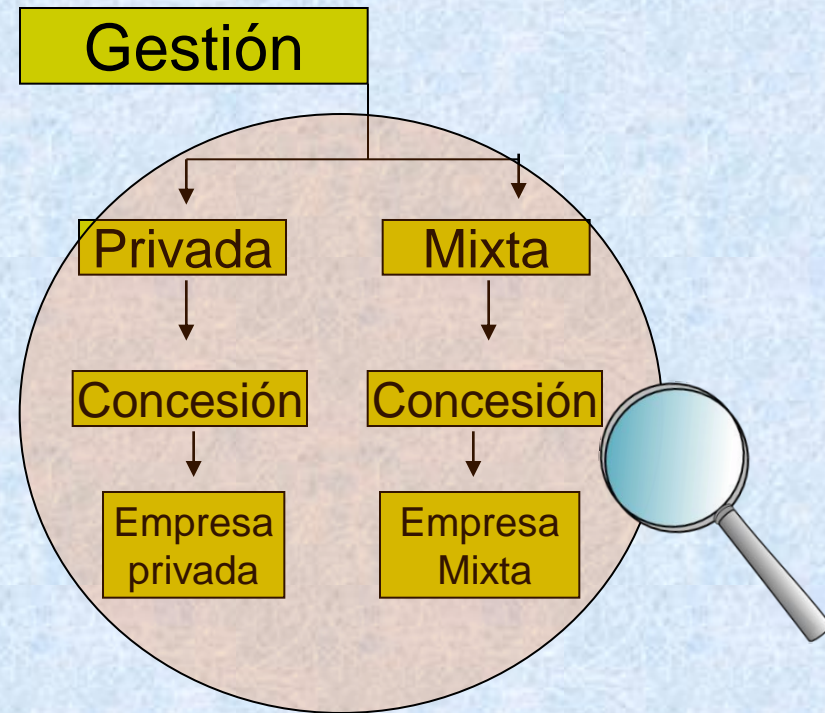 Gestión
Privada
Mixta
Concesión
Concesión
Empresa
privada
Empresa
Mixta